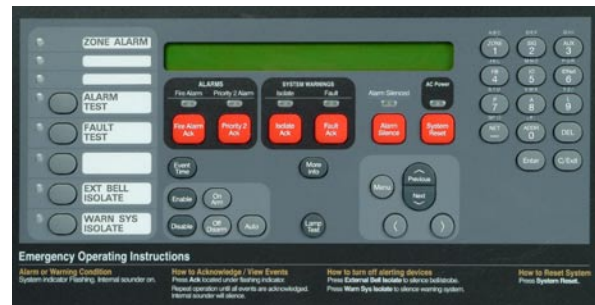 ZONE ALARM
ALARM
TEST
FAULT
TEST
EXT BELL
ISOLATE
WARN SYS
ISOLATE
ALARMS
Fire Alarm Priority 2 Alarm
SYSTEM WARNINGS
Isolate Fault
Alarm Silenced
AC Power
Fire Alarm
Ack
Priority 2
Ack
Isolate
Ack
Fault
Ack
Alarm
Silence
System
Reset
Event
Time
More
Info
Enable
On
Arm
Disable
Off
Disarm
Auto
Lamp
Test
Menu
Previous
Next
ZONE
1
SIG
2
AUX
3
FB
4
IO
5
6
P
7
A
8
L
9
NET
ADDR
0
DEL
Enter
C/Exit
Emergency Operating Instructions
Alarm or Warning Condition
System indicator Flashing. Internal sounder on.
How to Acknowledge / View Events
Press Ack located under flashing indicator.
Repeat operation until all events are acknowledged.
Internal sounder will silence.
How to turn off alerting devices
Press External Bell Isolate to silence bell/strobe.
Press Warn Sys Isolate to silence warning system.
How to Reset System
Press System Reset.